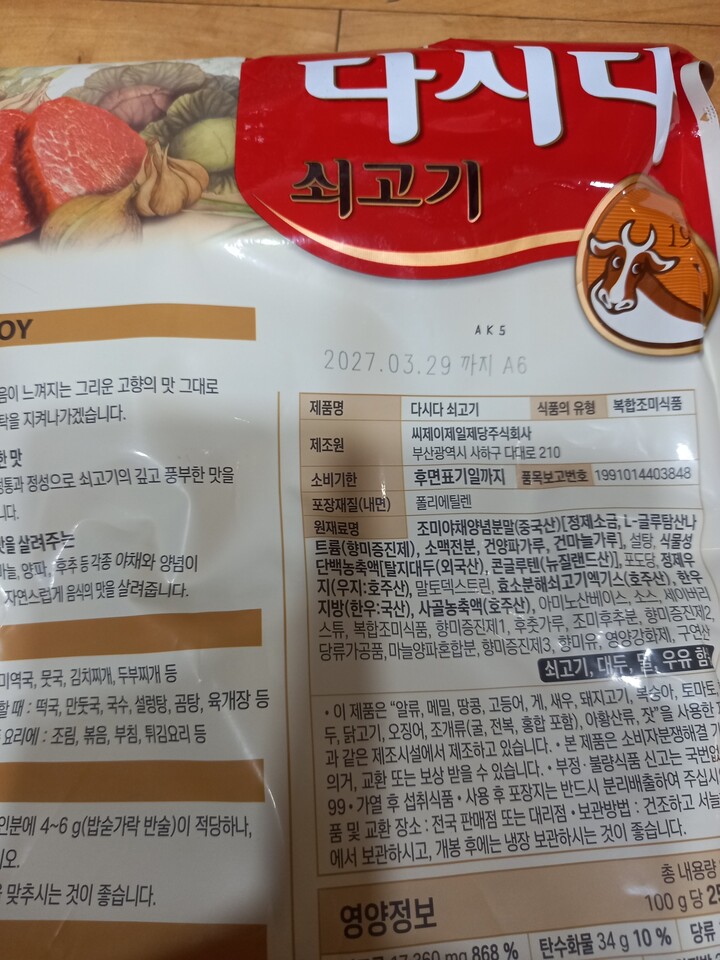 다시다
쇠고기
19
OY
AK5
2027.03.29 까지 A6
음이 느껴지는 그리운 고향의 맛 그대로
탁을 지켜나가겠습니다.
한 맛
정통과 정성으로 쇠고기의 깊고 풍부한 맛을
니다.
맛을 살려주는
마늘, 양파, 후추 등 각종 야채와 양념이
자연스럽게 음식의 맛을 살려줍니다.
미역국, 뭇국, 김치찌개, 두부찌개 등
할 때 : 떡국, 만둣국, 국수, 설렁탕, 곰탕, 육개장 등
요리에 : 조림, 볶음, 부침, 튀김요리 등
인분에 4~6 g(밥숟가락 반술)이 적당하나,
시오.
맞추시는 것이 좋습니다.
제품명 다시다 쇠고기 식품의 유형 복합조미식품
제조원 씨제이제일제당주식회사
부산광역시 사하구 다대로 210
소비기한 후면표기일까지 품목보고번호 1991014403848
포장재질(내면) 폴리에틸렌
원재료명 조미야채양념분말(중국산)[정제소금, L-글루탐산나
트륨(향미증진제), 소맥전분, 건양파가루, 건마늘가루], 설탕, 식물성
단백농축액[탈지대두(외국산), 콘글루텐(뉴질랜드산)], 포도당, 정제우
지(우지:호주산), 말토덱스트린, 효소분해쇠고기엑기스(호주산), 한우
지방(한우:국산), 사골농축액(호주산), 아미노산베이스, 소스, 세이버리
스튜, 복합조미식품, 향미증진제1, 후추가루, 조미후추분, 향미증진제2,
당류가공품, 마늘양파혼합분, 향미증진제3, 향미유, 영양강화제, 구연산
쇠고기, 대두, 밀, 우유 함
• 이 제품은 "알류, 메밀, 땅콩, 고등어, 게, 새우, 돼지고기, 복숭아, 토마토,
두, 닭고기, 오징어, 조개류(굴, 전복, 홍합 포함), 아황산류, 잣"을 사용한
과 같은 제조시설에서 제조하고 있습니다. • 본 제품은 소비자분쟁해결 기
의거, 교환 또는 보상 받을 수 있습니다. • 부정·불량식품 신고는 국번없
99 • 가열 후 섭취식품 • 사용 후 포장지는 반드시 분리배출하여 주십시
품 및 교환 장소 : 전국 판매점 또는 대리점 • 보관방법 : 건조하고 서늘
에서 보관하시고, 개봉 후에는 냉장 보관하시는 것이 좋습니다.
영양정보
총 내용량
100 g 당 25
17,360 mg 868 % 탄수화물 34 g 10 % 당류